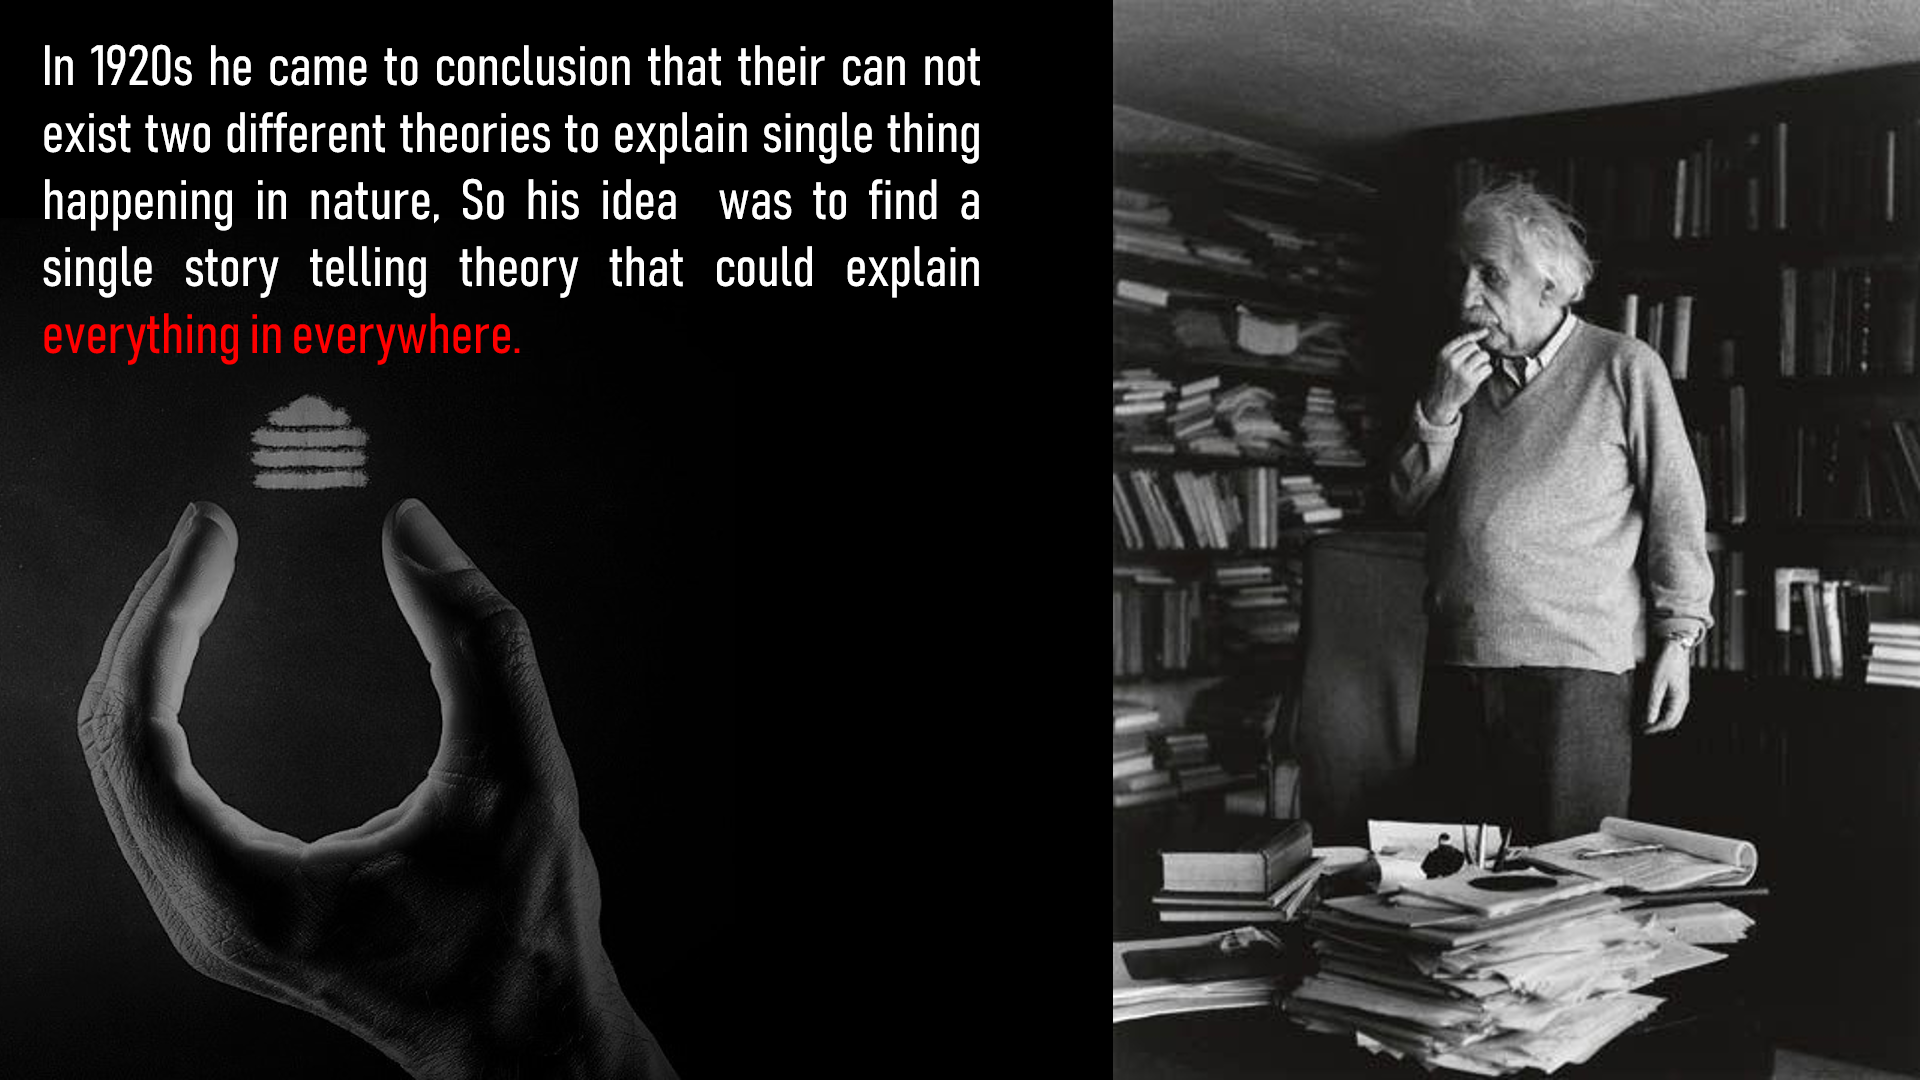 In 1920s he came to conclusion that their can not
exist two different theories to explain single thing
happening in nature, So his idea was to find a
single story telling theory that could explain
everything in everywhere.